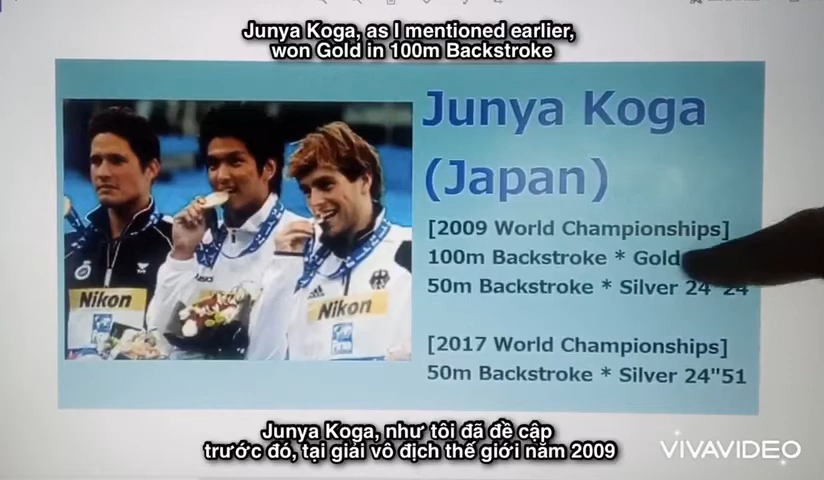 Junya Koga, as I mentioned earlier,
won Gold in 100m Backstroke
Junya Koga
(Japan)
[2009 World Championships]
100m Backstroke * Gold
50m Backstroke * Silver 24"24
[2017 World Championships]
50m Backstroke * Silver 24"51
Nikon
Nikon
Junya Koga, như tôi đã đề cập
trước đó, tại giải vô địch thế giới năm 2009
VIVAVIDEO